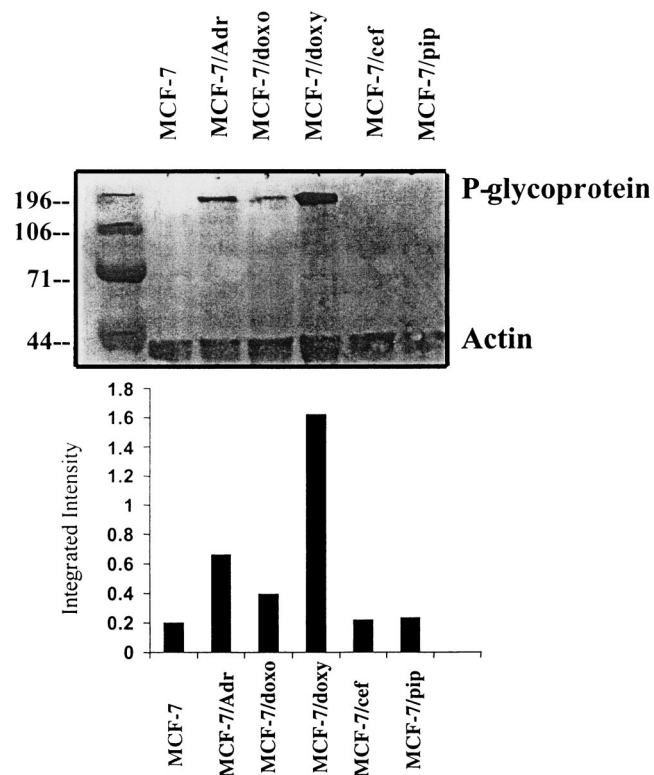 MCF-7
MCF-7/Adr
MCF-7/doxo
MCF-7/doxy
MCF-7/cef
MCF-7/pip
196-- P-glycoprotein
106--
71--
44-- Actin
1.8
1.6
1.4
1.2
1
0.8
0.6
0.4
0.2
0
Integrated Intensity
MCF-7
MCF-7/Adr
MCF-7/doxo
MCF-7/doxy
MCF-7/cef
MCF-7/pip